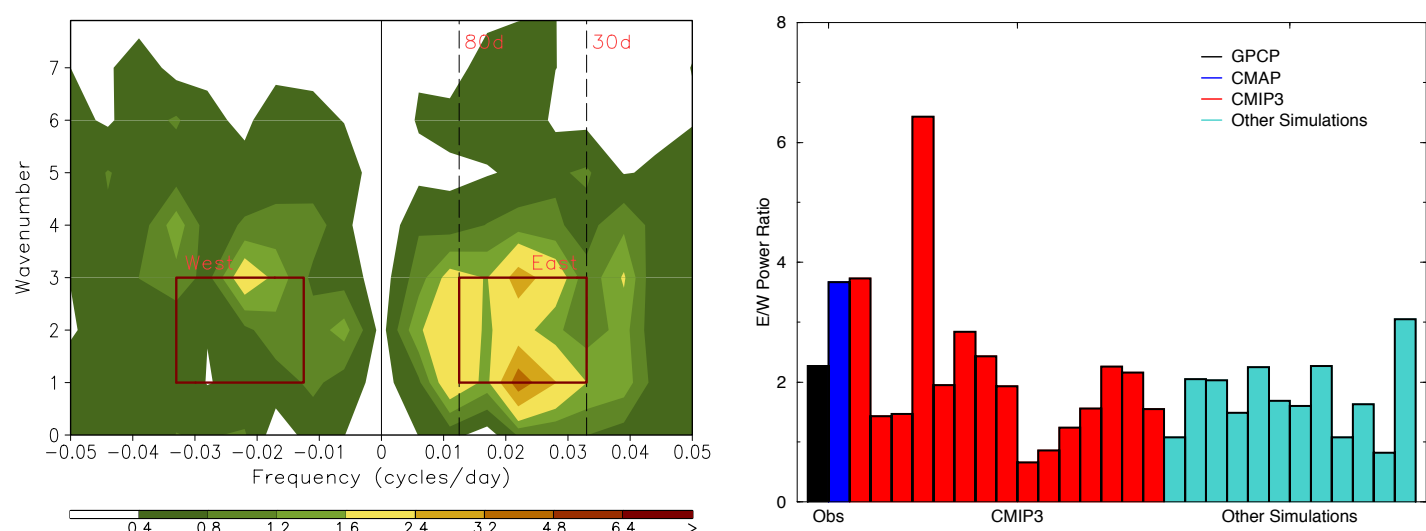 80d
30d
7
6
5
4
3
2
1
0
Wavenumber
West
East
-0.05 -0.04 -0.03 -0.02 -0.01 0 0.01 0.02 0.03 0.04 0.05
Frequency (cycles/day)
0.4 0.8 1.2 1.6 2.4 3.2 4.8 6.4 >
8
6
4
2
0
E/W Power Ratio
GPCP
CMAP
CMIP3
Other Simulations
Obs CMIP3 Other Simulations